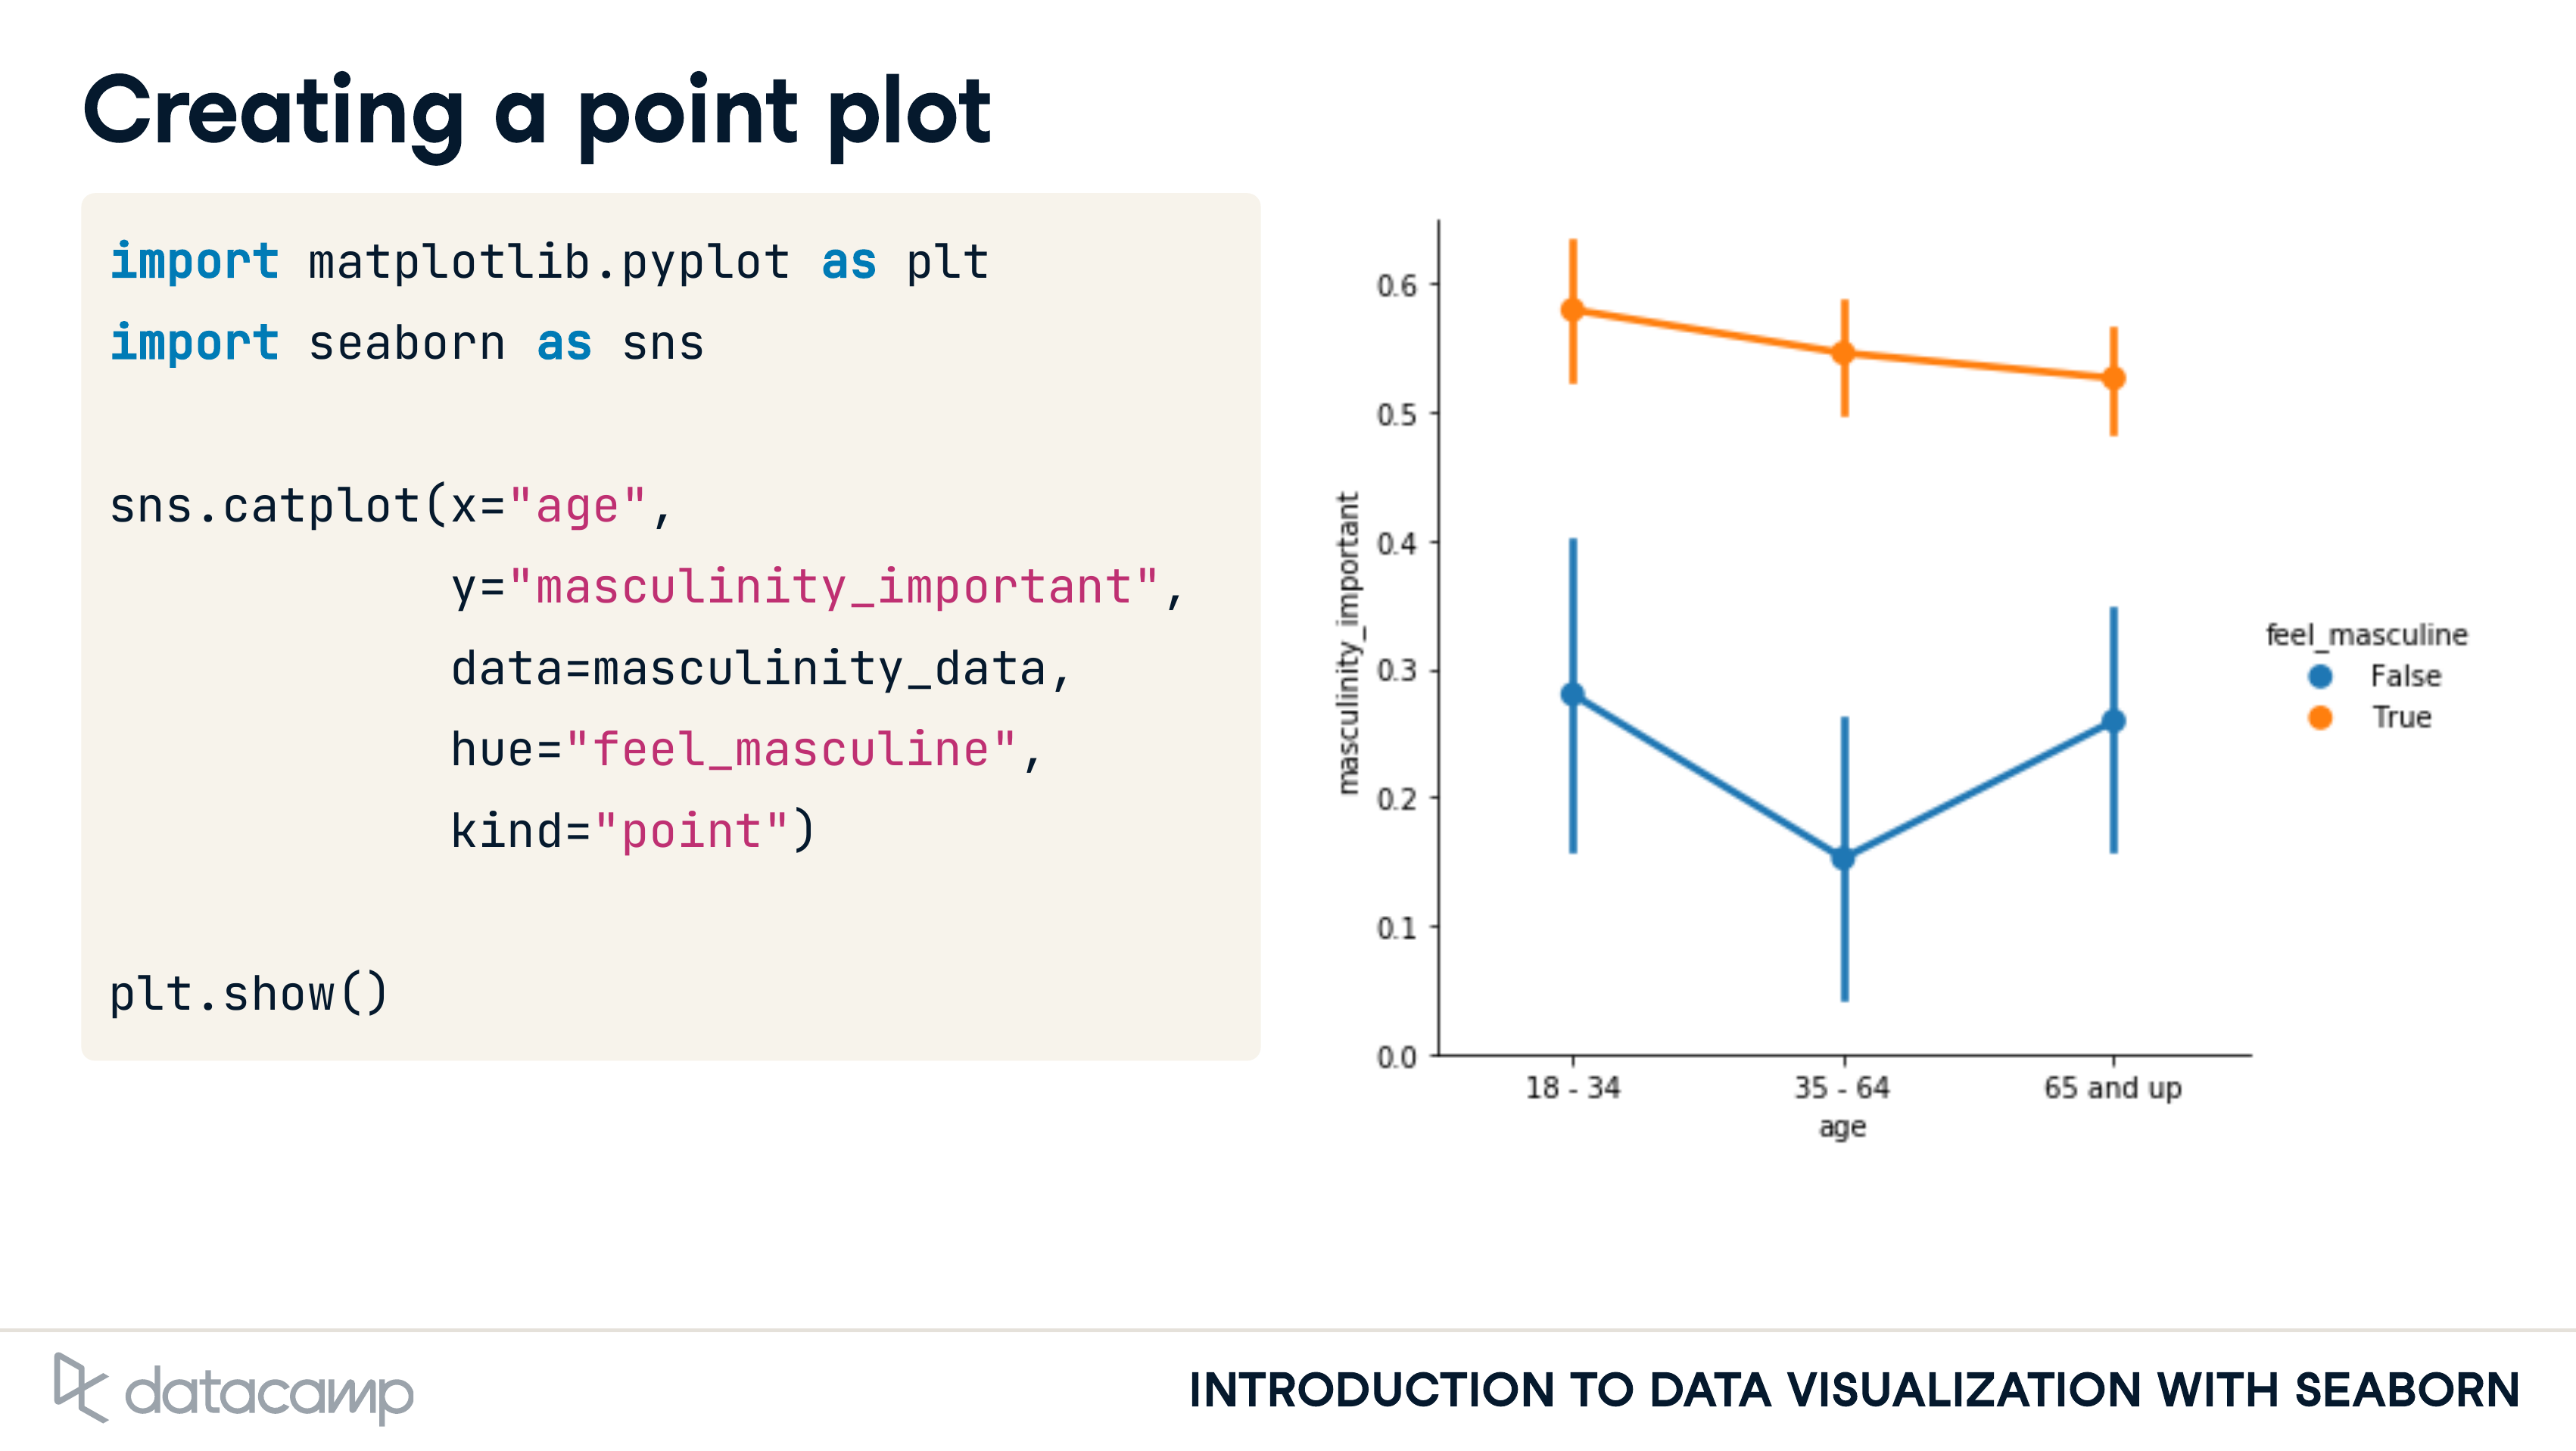 Creating a point plot
import matplotlib.pyplot as plt
import seaborn as sns
sns.catplot(x="age",
y="masculinity_important",
data=masculinity_data,
hue="feel_masculine",
kind="point")
plt.show()
0.6
0.5
0.4
0.3
0.2
0.1
0.0
masculinity_important
18 - 34
35 - 64
65 and up
age
feel_masculine
False
True
datacamp
INTRODUCTION TO DATA VISUALIZATION WITH SEABORN